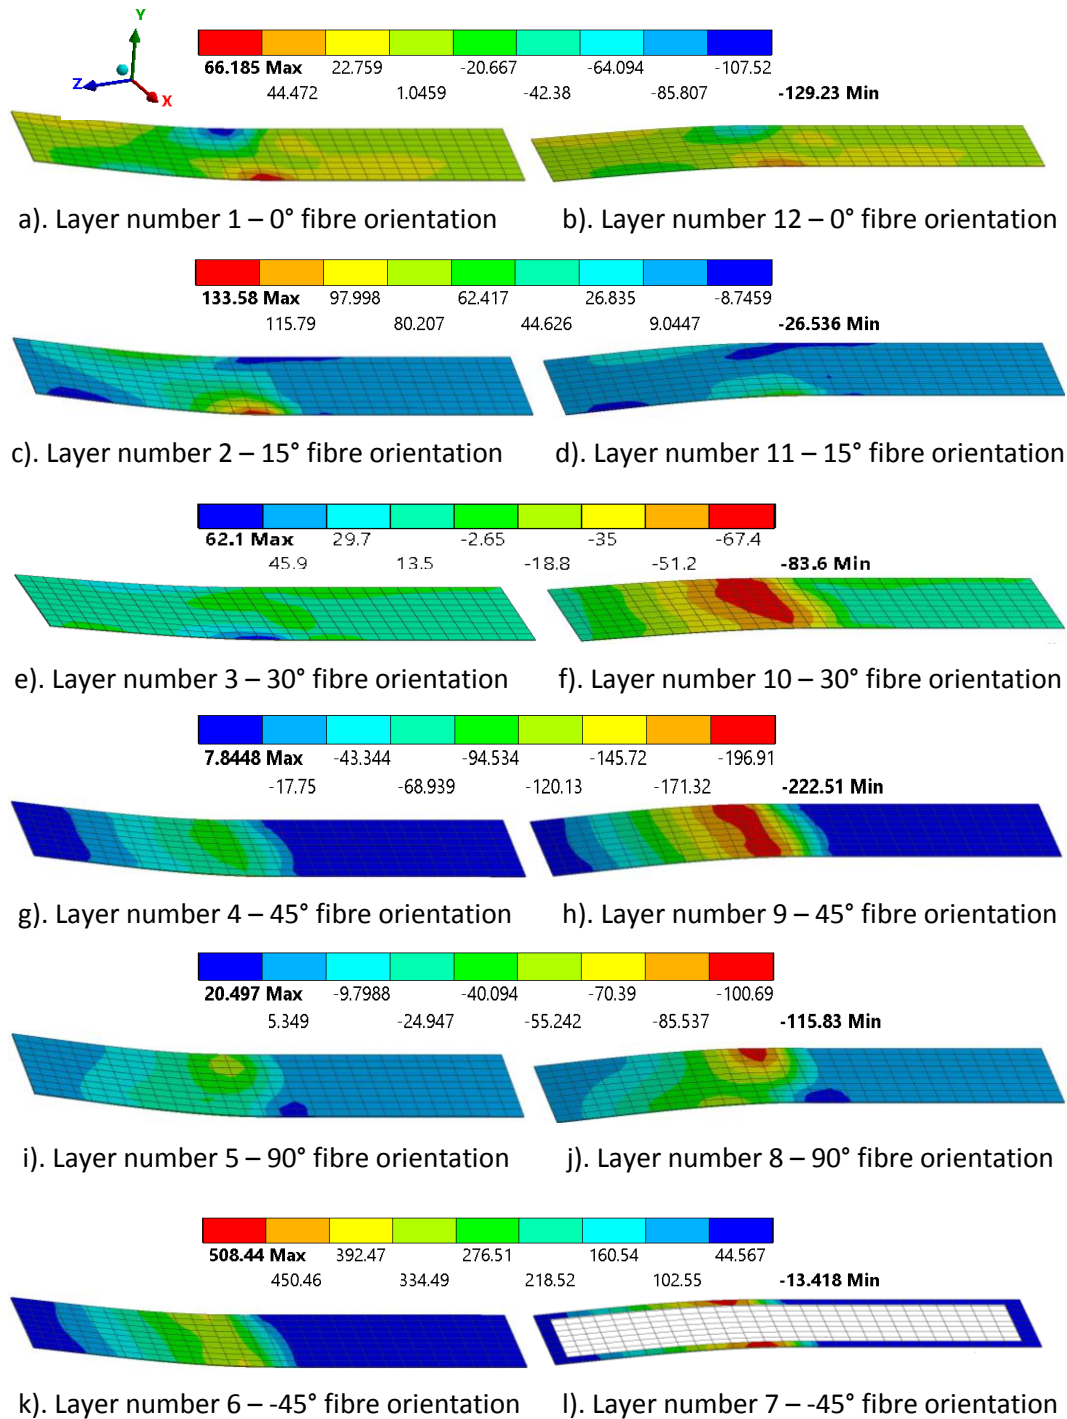 Y
Z
X
66.185 Max 22.759 -20.667 -64.094 -107.52
44.472 1.0459 -42.38 -85.807 -129.23 Min
a). Layer number 1 – 0° fibre orientation
b). Layer number 12 – 0° fibre orientation
133.58 Max 97.998 62.417 26.835 -8.7459
115.79 80.207 44.626 9.0447 -26.536 Min
c). Layer number 2 – 15° fibre orientation
d). Layer number 11 – 15° fibre orientation
62.1 Max 29.7 -2.65 -35 -67.4
45.9 13.5 -18.8 -51.2 -83.6 Min
e). Layer number 3 – 30° fibre orientation
f). Layer number 10 – 30° fibre orientation
7.8448 Max -43.344 -94.534 -145.72 -196.91
-17.75 -68.939 -120.13 -171.32 -222.51 Min
g). Layer number 4 – 45° fibre orientation
h). Layer number 9 – 45° fibre orientation
20.497 Max -9.7988 -40.094 -70.39 -100.69
5.349 -24.947 -55.242 -85.537 -115.83 Min
i). Layer number 5 – 90° fibre orientation
j). Layer number 8 – 90° fibre orientation
508.44 Max 392.47 276.51 160.54 44.567
450.46 334.49 218.52 102.55 -13.418 Min
k). Layer number 6 – -45° fibre orientation
l). Layer number 7 – -45° fibre orientation